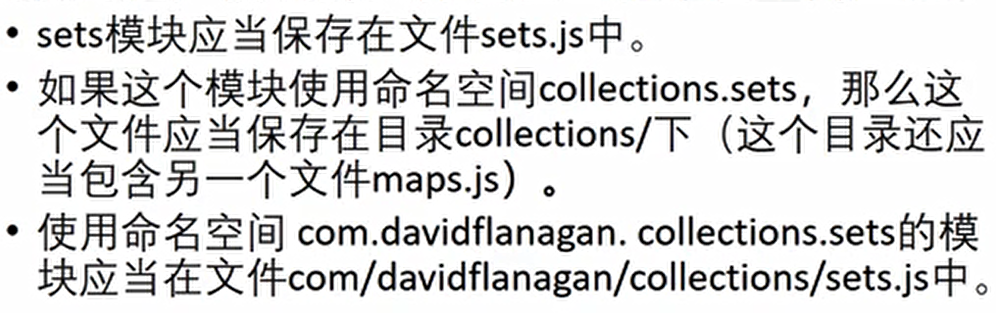 • sets模块应当保存在文件sets.js中。
• 如果这个模块使用命名空间collections.sets，那么这
个文件应当保存在目录collections/下（这个目录还应
当包含另一个文件maps.js）。
• 使用命名空间 com.davidflanagan. collections.sets的模
块应当在文件com/davidflanagan/collections/sets.js中。